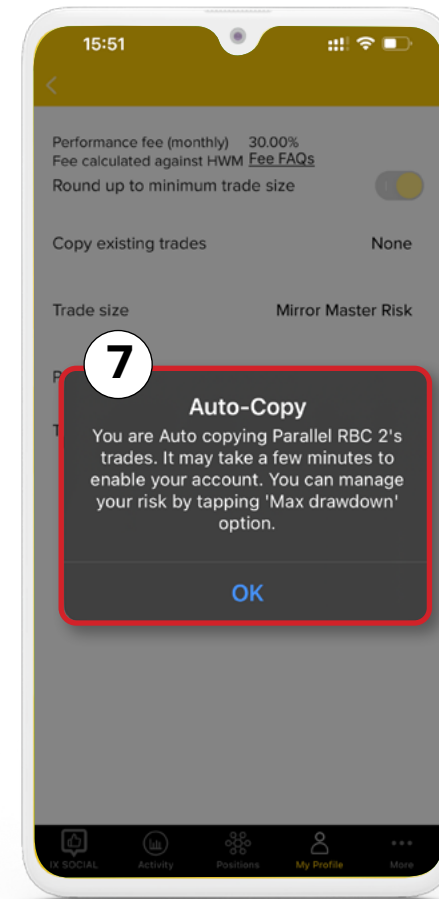 15:51
Performance fee (monthly) 30.00%
Fee calculated against HWM Fee FAQs
Round up to minimum trade size
Copy existing trades None
Trade size Mirror Master Risk
7
P
Auto-Copy
T
You are Auto copying Parallel RBC 2's
trades. It may take a few minutes to
enable your account. You can manage
your risk by tapping 'Max drawdown'
option.
OK
IX SOCIAL Activity Positions My Profile More